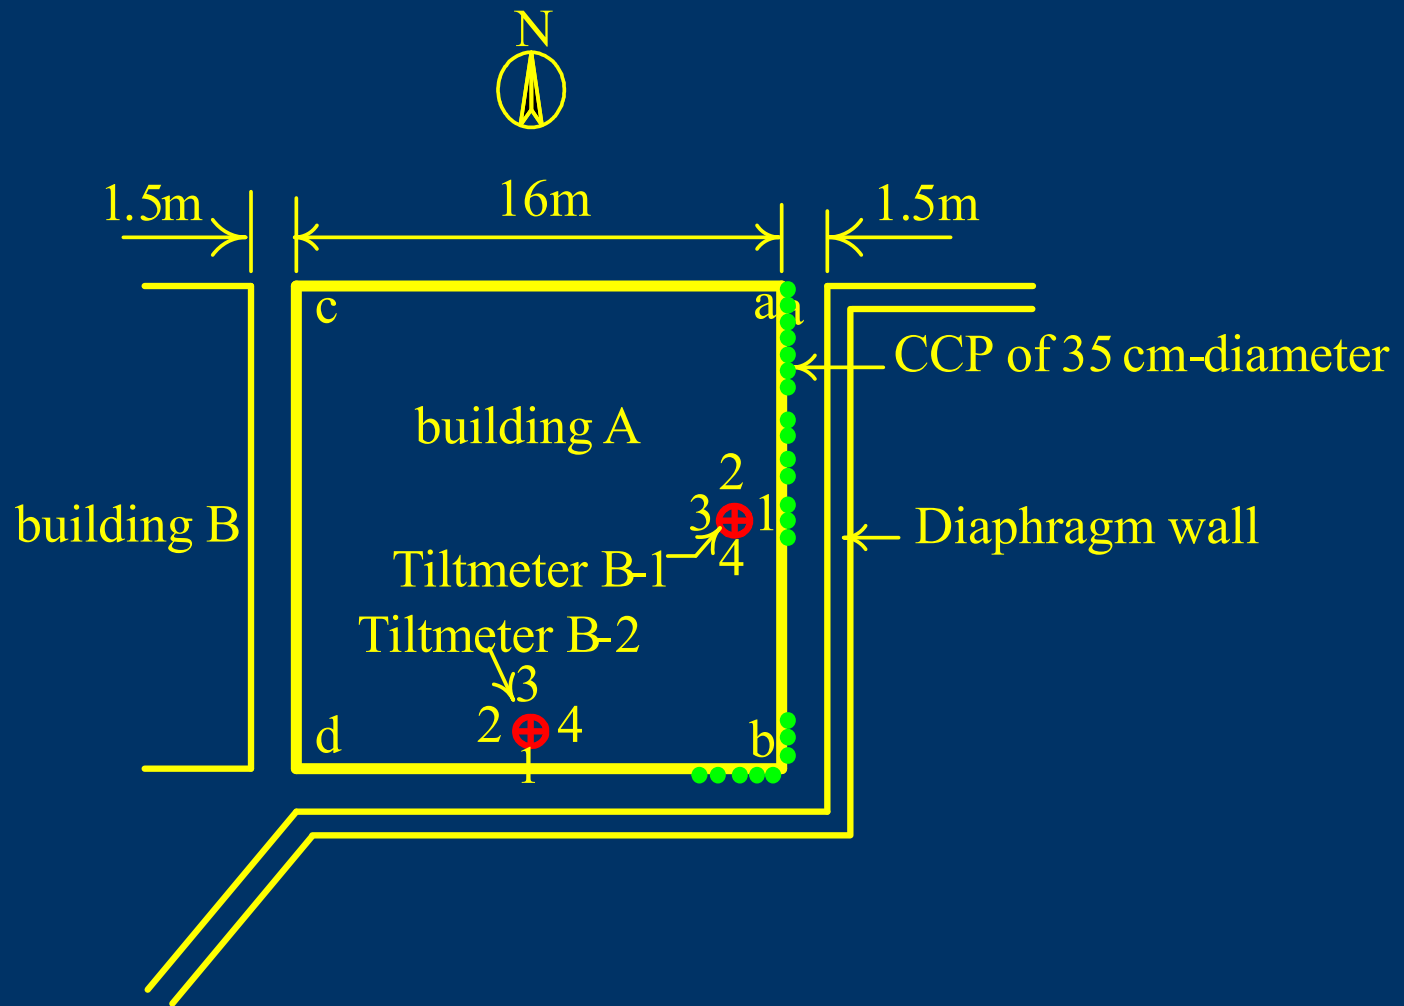 N
1.5m
16m
1.5m
c
a
a
CCP of 35 cm-diameter
building A
2
3
1
4
building B
Diaphragm wall
Tiltmeter B-1
Tiltmeter B-2
3
2
4
1
d
b